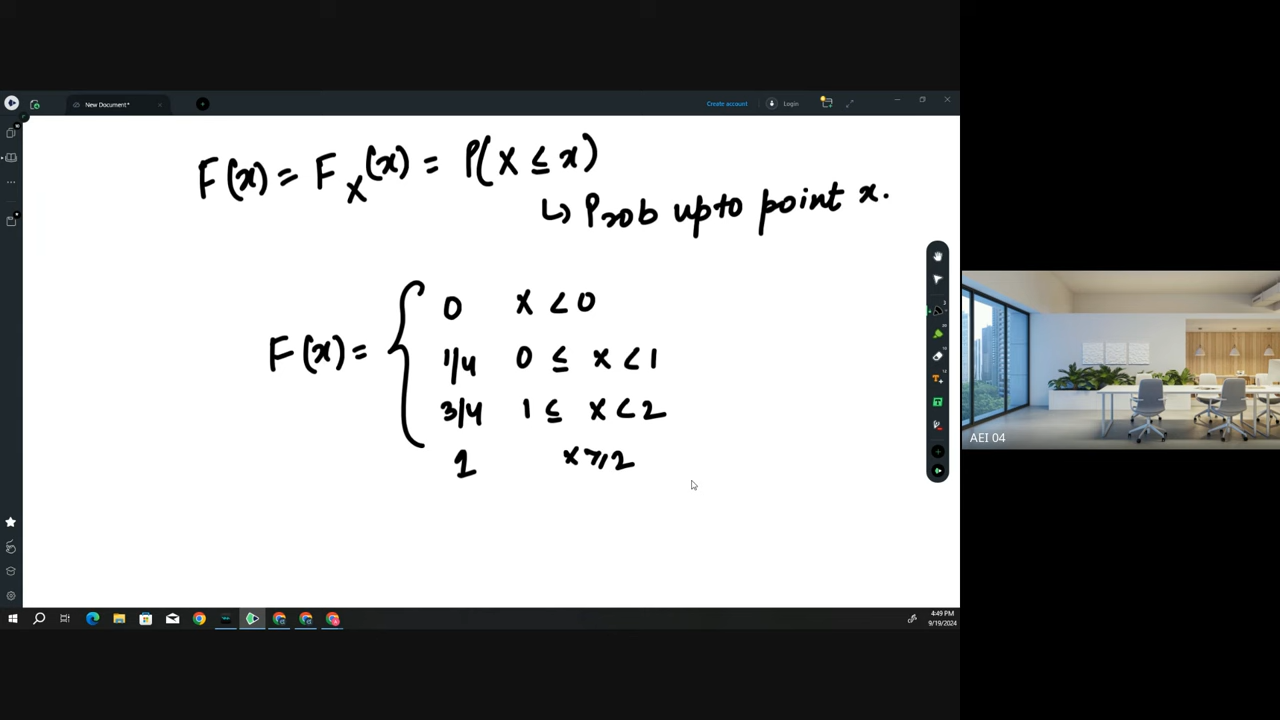 New Document*
Create account
Login
F(x) = F_X(x) = P(X ≤ x)
↳ Prob upto point x.
F(x) = { 0 x < 0
1/4 0 ≤ x < 1
3/4 1 ≤ x < 2
1 x ≥ 2
AEI 04
4:49 PM
9/19/2024